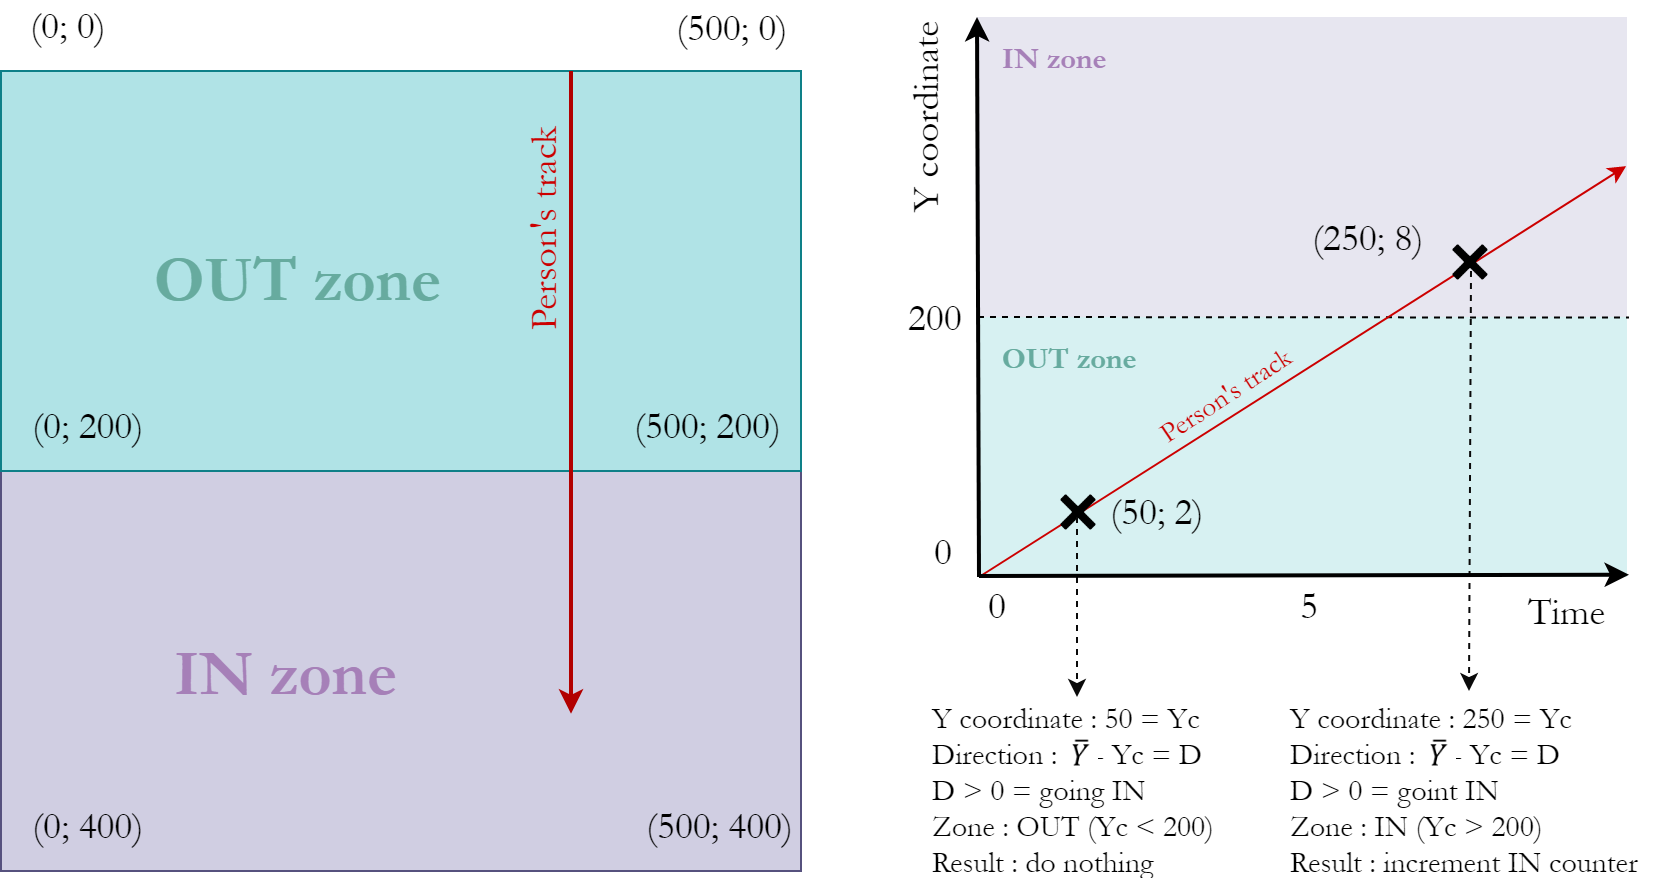 (0; 0)
(500; 0)
Person's track
OUT zone
(0; 200)
(500; 200)
IN zone
(0; 400)
(500; 400)
Y coordinate
IN zone
(250; 8)
200
OUT zone
Person's track
(50; 2)
0
0
5
Time
Y coordinate : 50 = Yc
Direction : Ȳ - Yc = D
D > 0 = going IN
Zone : OUT (Yc < 200)
Result : do nothing
Y coordinate : 250 = Yc
Direction : Ȳ - Yc = D
D > 0 = goint IN
Zone : IN (Yc > 200)
Result : increment IN counter